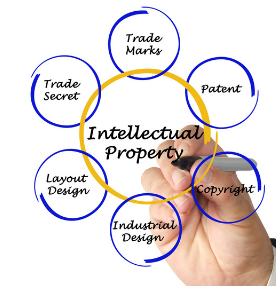 Trade
Marks
Trade
Secret
Patent
Intellectual
Property
Layout
Design
Copyright
Industrial
Design